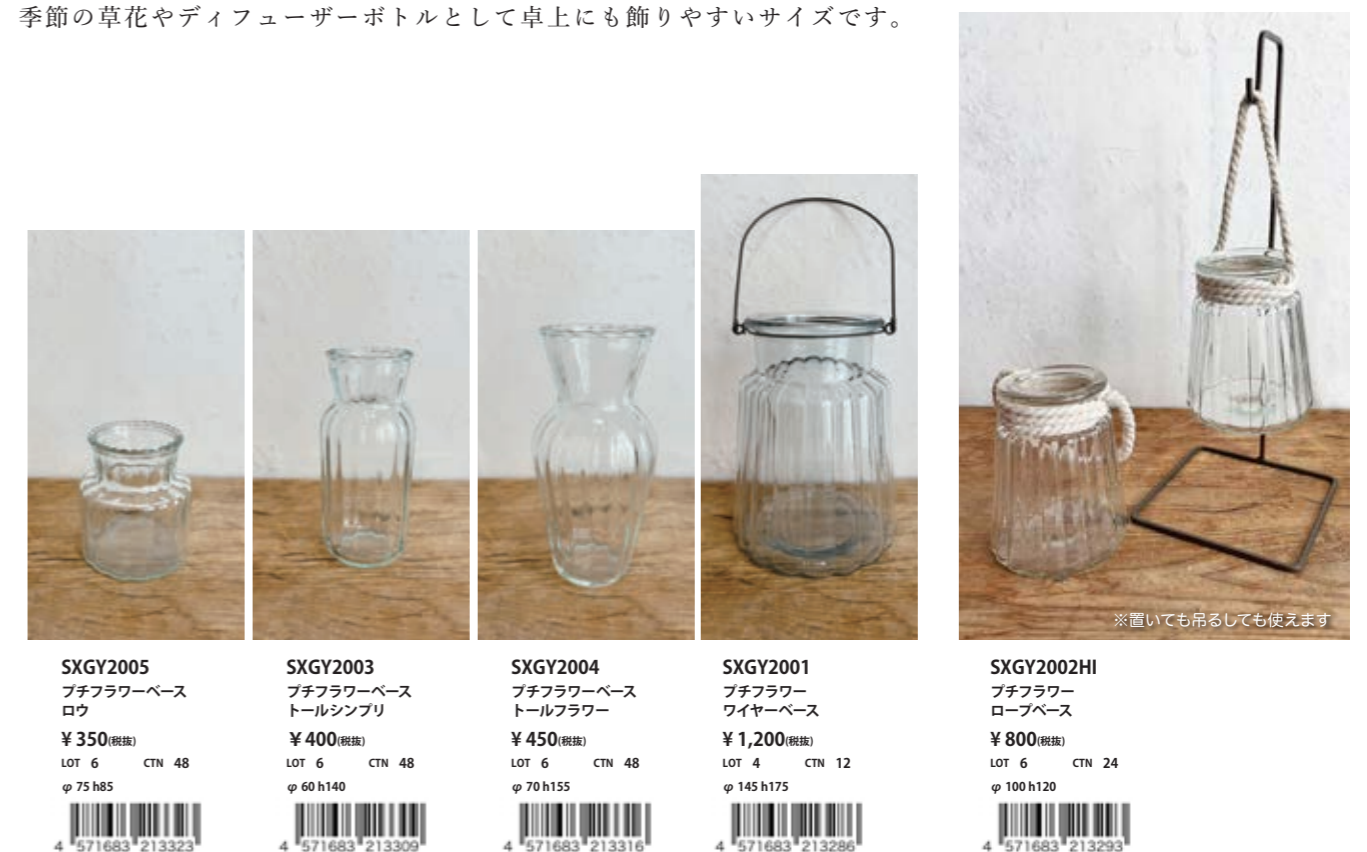 季節の草花やディフューザーボトルとして卓上にも飾りやすいサイズです。
※置いても吊るしても使えます
SXGY2005
プチフラワーベース
ロウ
¥350(税抜)
LOT 6 CTN 48
φ 75 h85
4 571683 213323
SXGY2003
プチフラワーベース
トールシンプリ
¥400(税抜)
LOT 6 CTN 48
φ 60 h140
4 571683 213309
SXGY2004
プチフラワーベース
トールフラワー
¥450(税抜)
LOT 6 CTN 48
φ 70 h155
4 571683 213316
SXGY2001
プチフラワー
ワイヤーベース
¥1,200(税抜)
LOT 4 CTN 12
φ 145 h175
4 571683 213286
SXGY2002HI
プチフラワー
ロープベース
¥800(税抜)
LOT 6 CTN 24
φ 100 h120
4 571683 213293